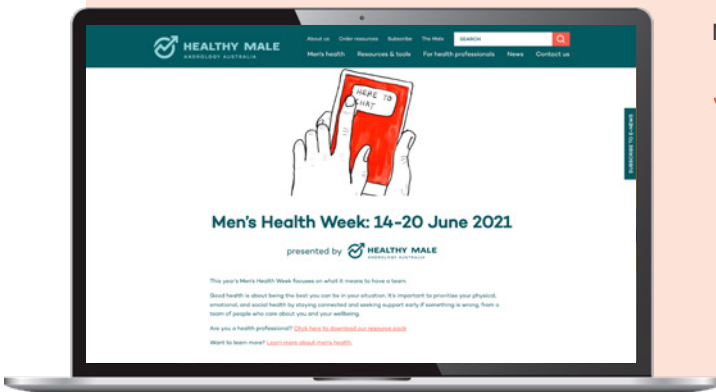 About us Order resources Subscribe The Male SEARCH
HEALTHY MALE
ANDROLOGY AUSTRALIA
Men's health Resources & tools For health professionals News Contact us
HERE TO
CHAT
SUBSCRIBE TO E-NEWS
Men's Health Week: 14-20 June 2021
presented by HEALTHY MALE
ANDROLOGY AUSTRALIA
This year's Men's Health Week focuses on what it means to have a team.
Good health is about being the best you can be in your situation. It's important to prioritise your physical,
emotional, and social health by staying connected and seeking support early if something is wrong, from a
team of people who care about you and your wellbeing.
Are you a health professional? Click here to download our resource pack
Want to learn more? Learn more about men's health.